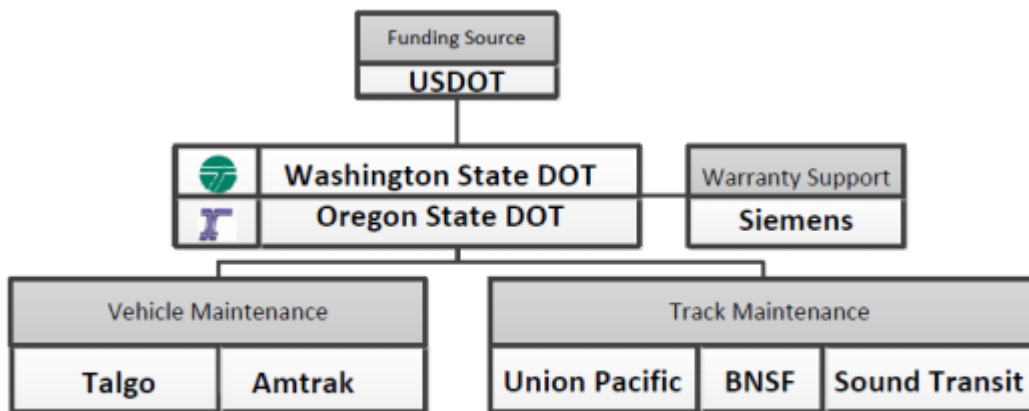 Funding Source
USDOT
Washington State DOT
Oregon State DOT
Warranty Support
Siemens
Vehicle Maintenance
Talgo
Amtrak
Track Maintenance
Union Pacific
BNSF
Sound Transit